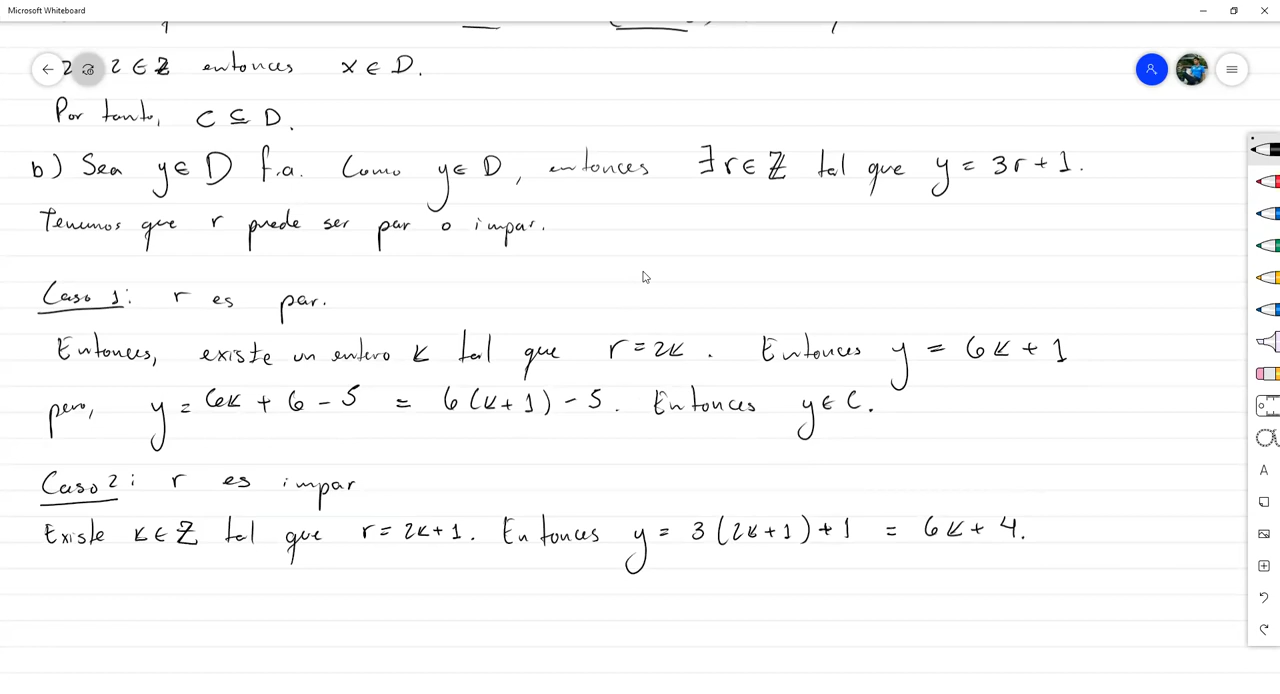 Microsoft Whiteboard
2 ∈ ℤ entonces x ∈ D.
Por tanto, C ⊆ D.
b) Sea y ∈ D f.a. Como y ∈ D, entonces ∃ r ∈ ℤ tal que y = 3r + 1.
Tenemos que r puede ser par o impar.
Caso 1: r es par.
Entonces, existe un entero k tal que r = 2k. Entonces y = 6k + 1
pero, y = 6k + 6 - 5 = 6(k+1) - 5. Entonces y ∈ C.
Caso 2: r es impar
Existe k ∈ ℤ tal que r = 2k+1. Entonces y = 3(2k+1)+1 = 6k + 4.